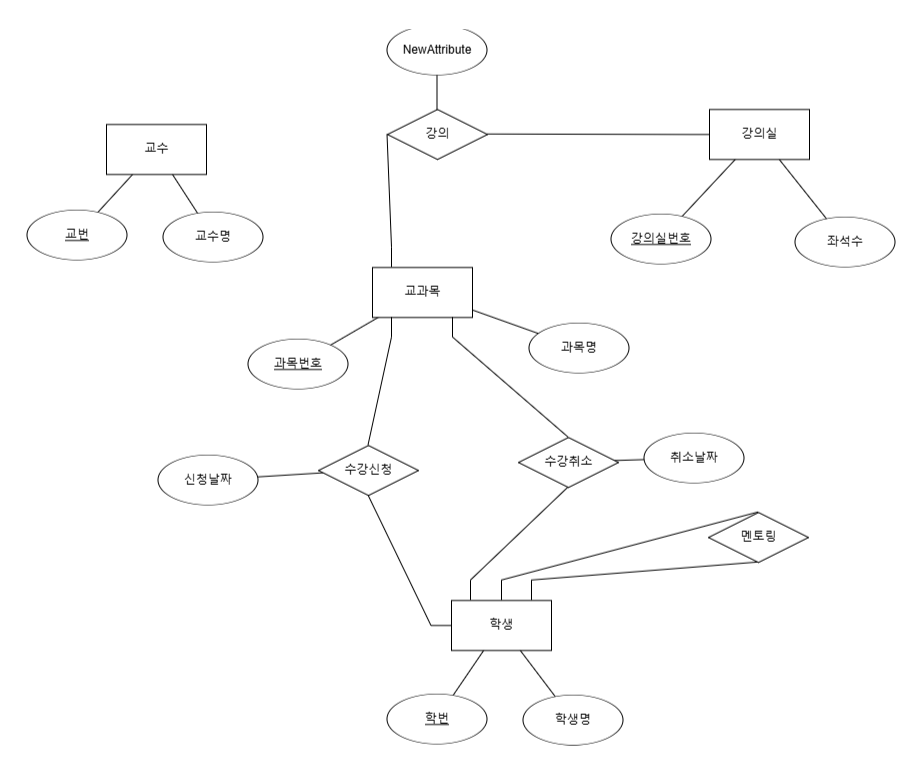 NewAttribute
강의
강의실
교수
교번
교수명
강의실번호
좌석수
교과목
과목번호
과목명
신청날짜
수강신청
수강취소
취소날짜
멘토링
학생
학번
학생명